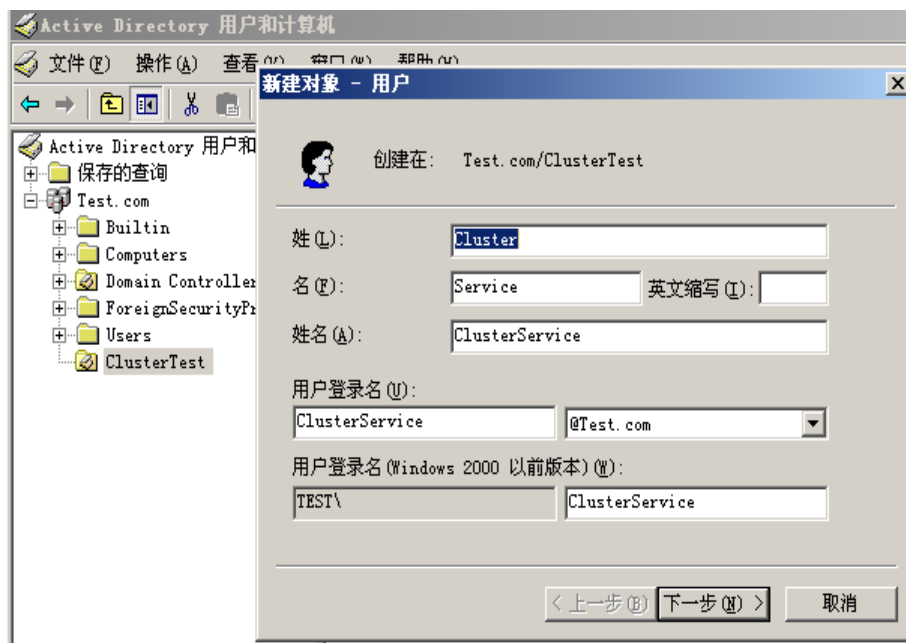 Active Directory 用户和计算机
文件(F) 操作(A) 查看(V) 窗口(W) 帮助(H)
新建对象 - 用户
Active Directory 用户和
保存的查询
Test.com
Builtin
Computers
Domain Controller
ForeignSecurityPr
Users
ClusterTest
创建在: Test.com/ClusterTest
姓(L): Cluster
名(F): Service 英文缩写(I):
姓名(A): ClusterService
用户登录名(U):
ClusterService @Test.com
用户登录名(Windows 2000 以前版本)(W):
TEST\ ClusterService
< 上一步(B) 下一步(N) > 取消